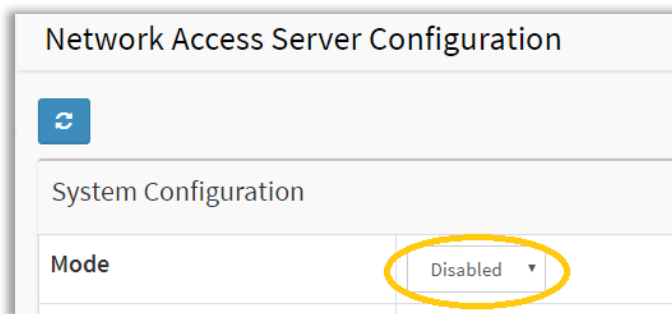 Network Access Server Configuration
System Configuration
Mode
Disabled